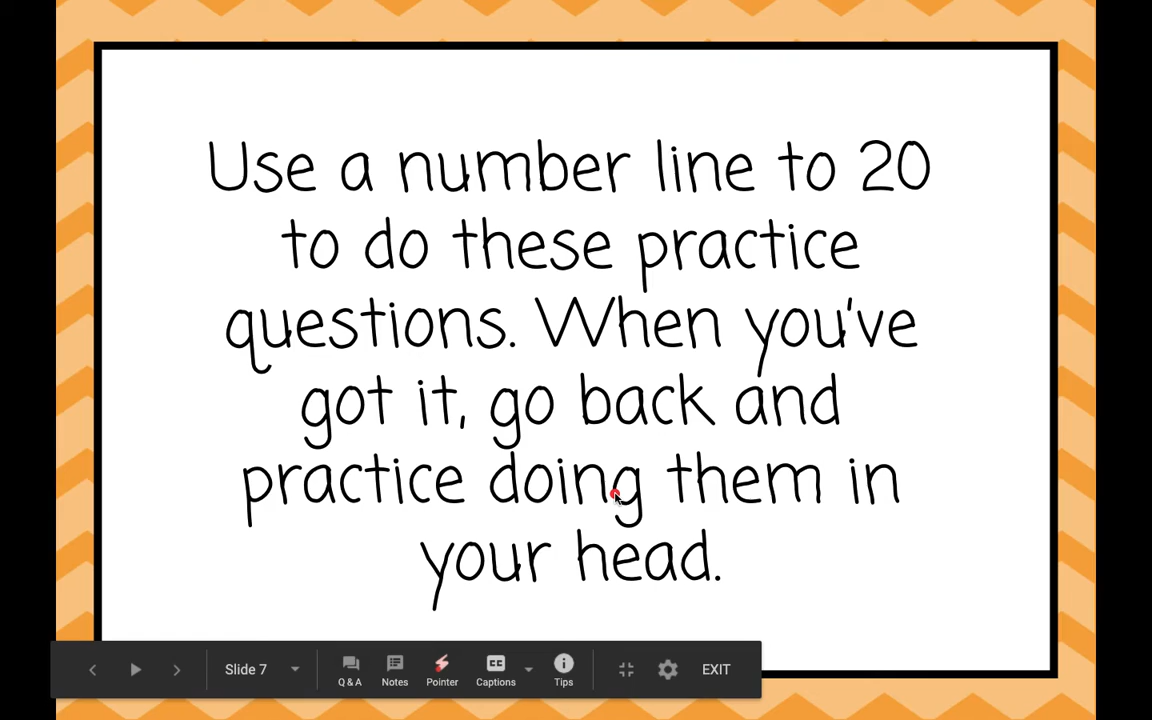 Use a number line to 20
to do these practice
questions. When you've
got it, go back and
practice doing them in
your head.
Slide 7
Q & A
Notes
Pointer
CC
Captions
Tips
EXIT